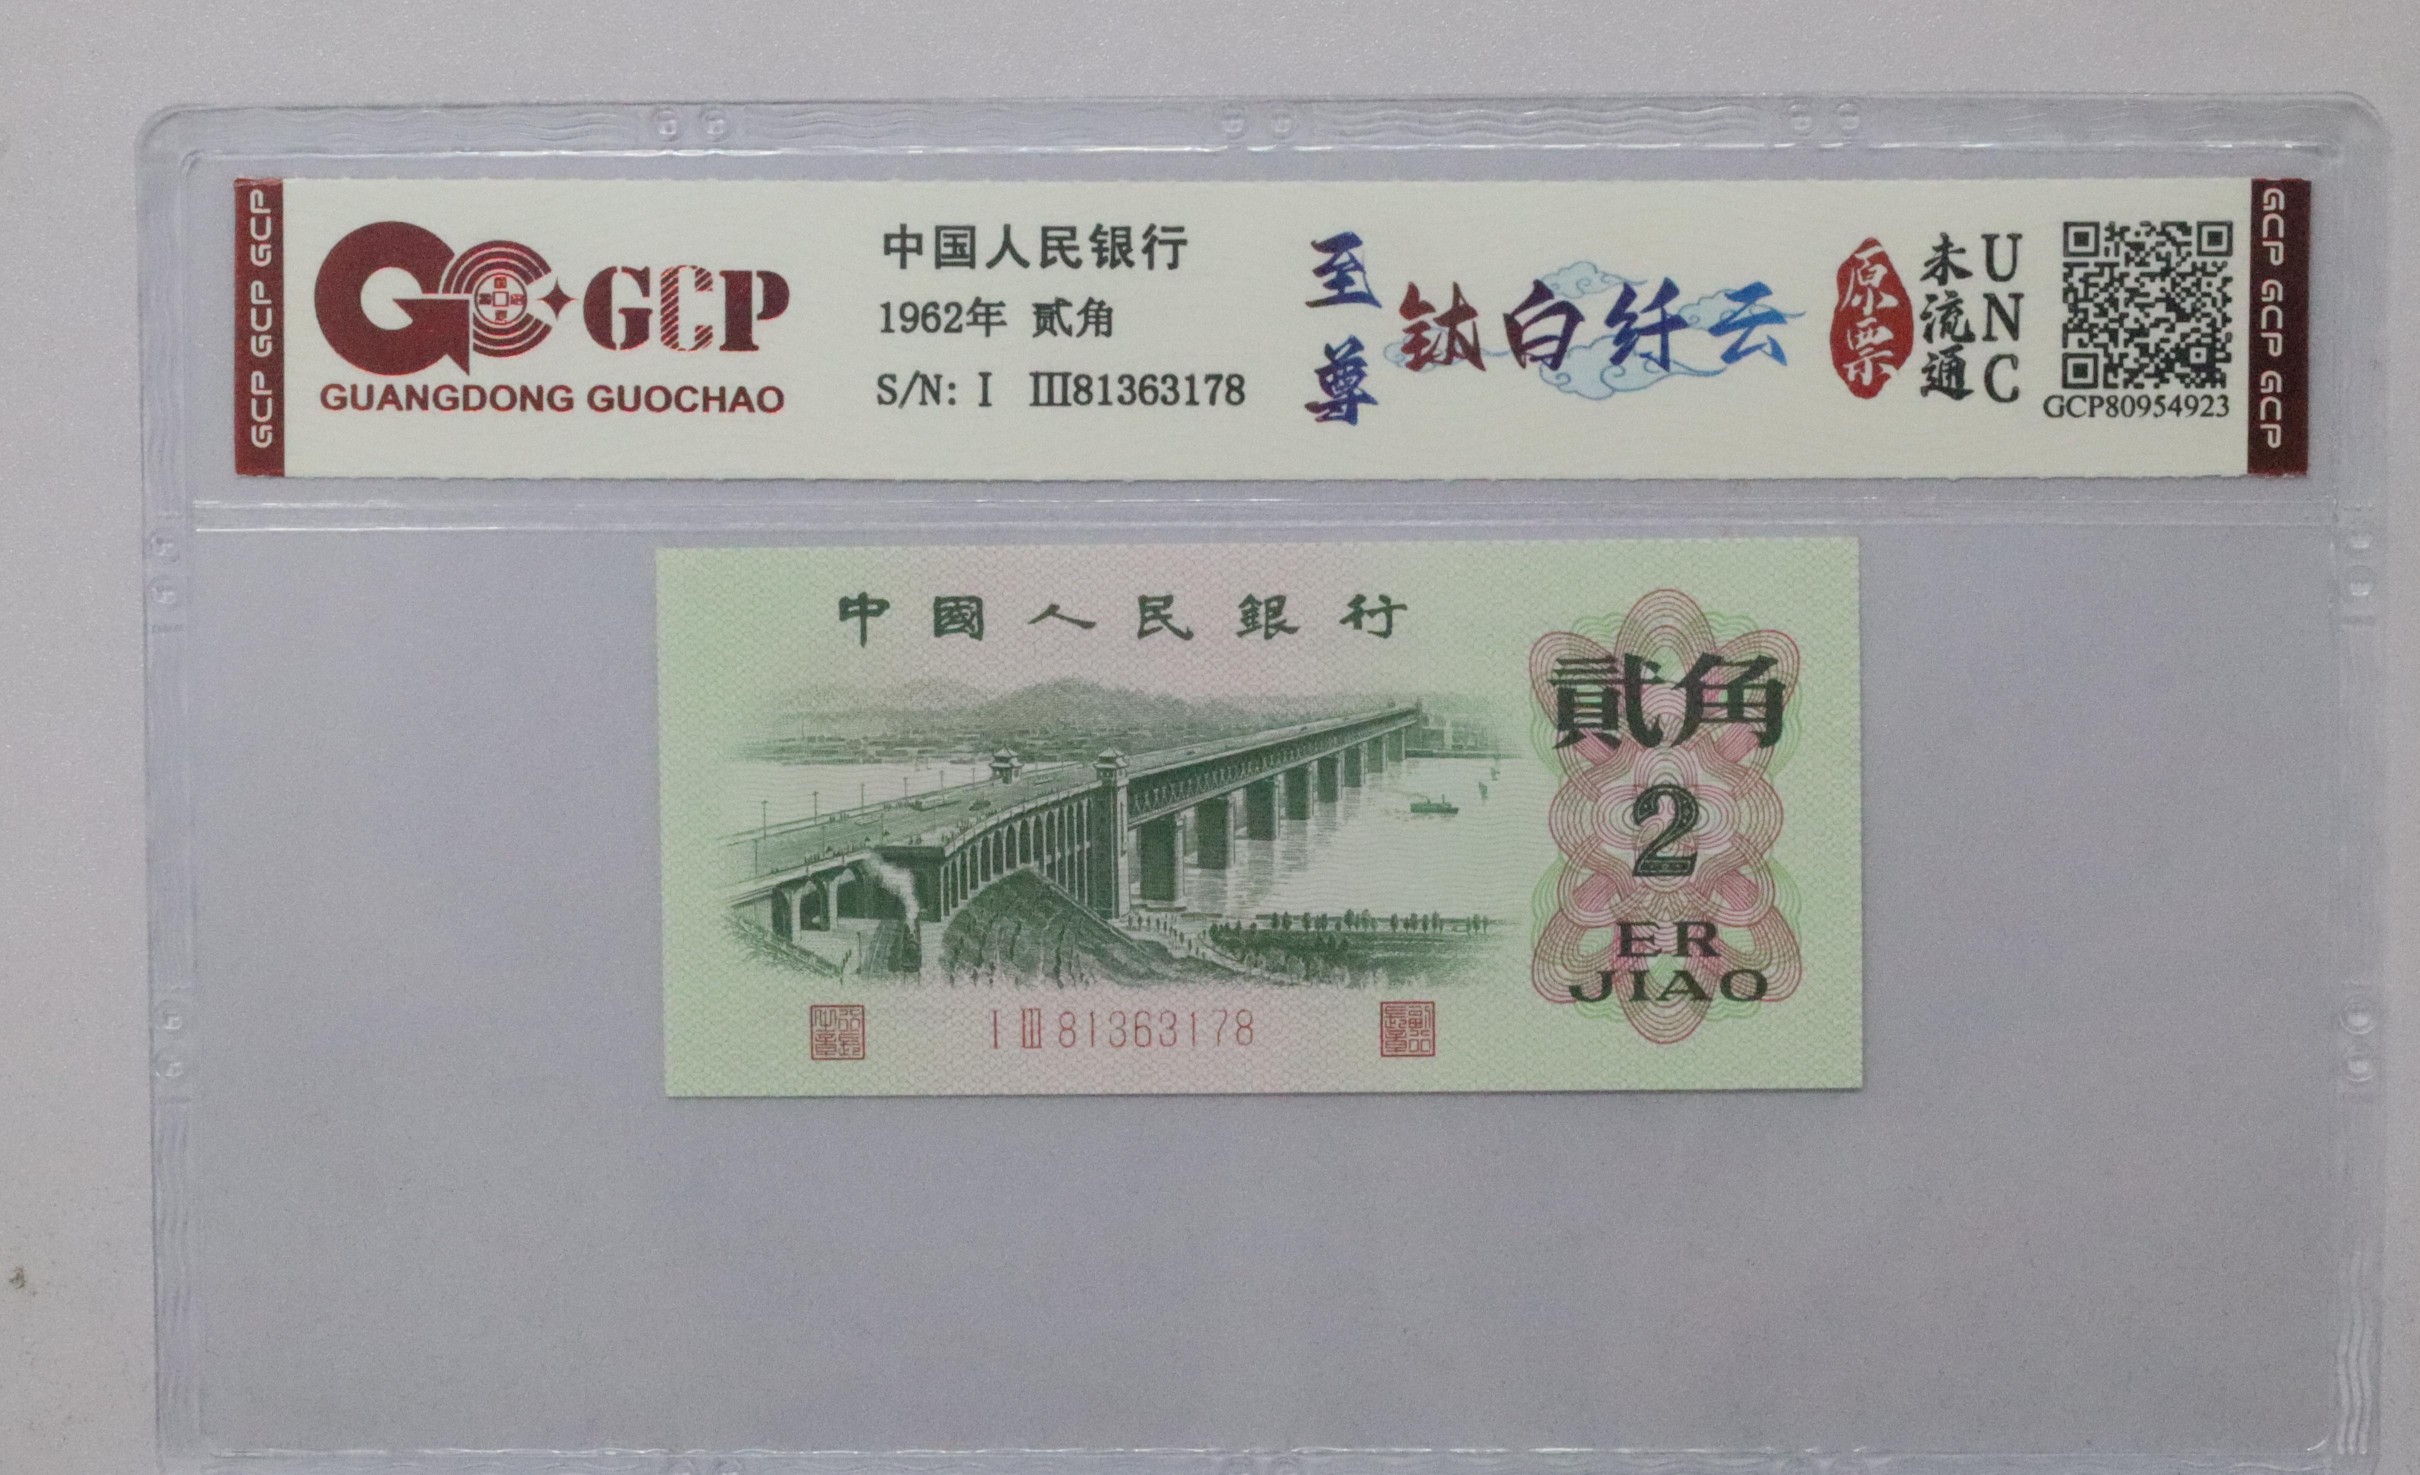 GCP GCP GCP
GCP
GUANGDONG GUOCHAO
中国人民银行
1962年 贰角
S/N: I III81363178
至尊
钛白纤云
原票
未流通
UNC
GCP80954923
GCP GCP GCP
中國人民銀行
貳角
2
ER
JIAO
I III 81363178